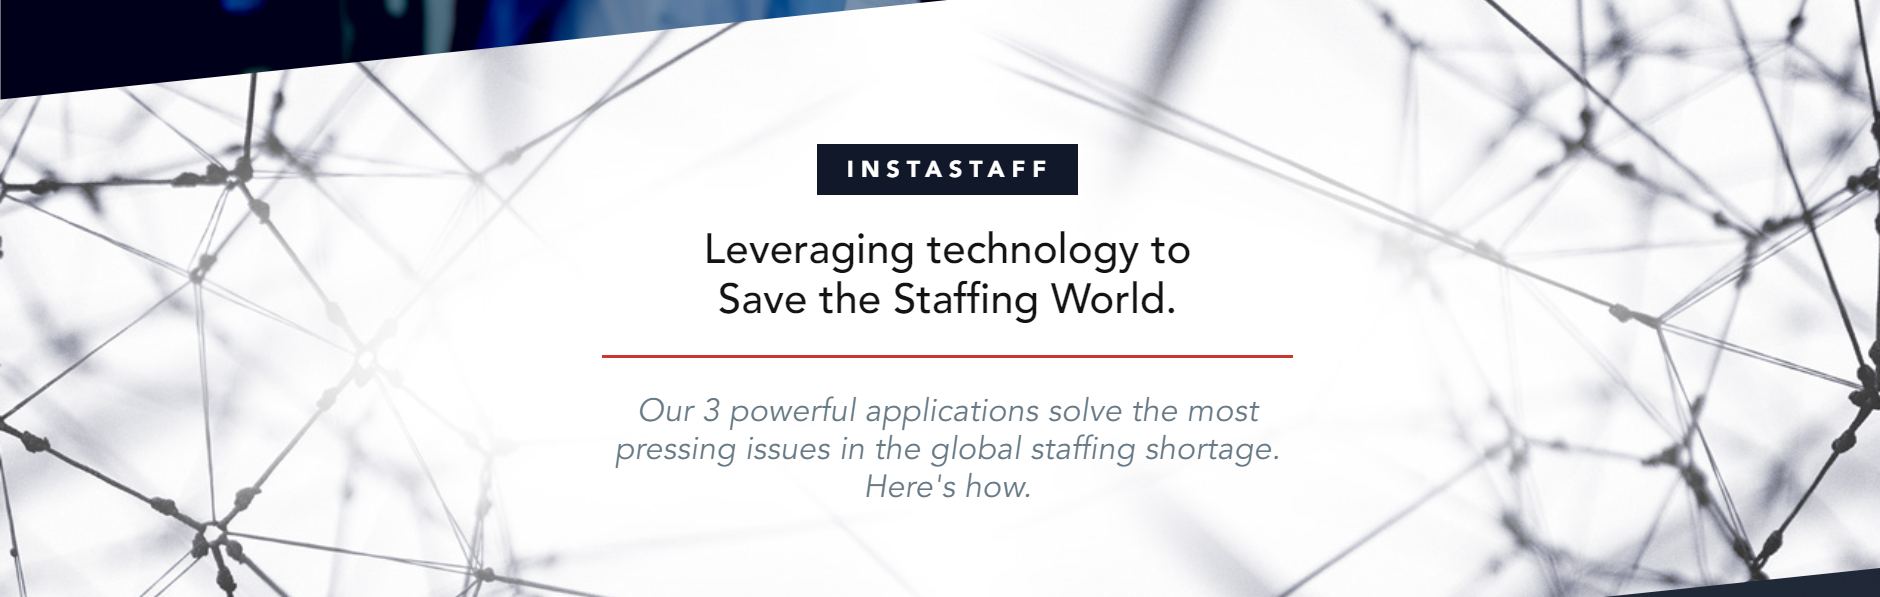 INSTASTAFF
Leveraging technology to
Save the Staffing World.
Our 3 powerful applications solve the most
pressing issues in the global staffing shortage.
Here's how.